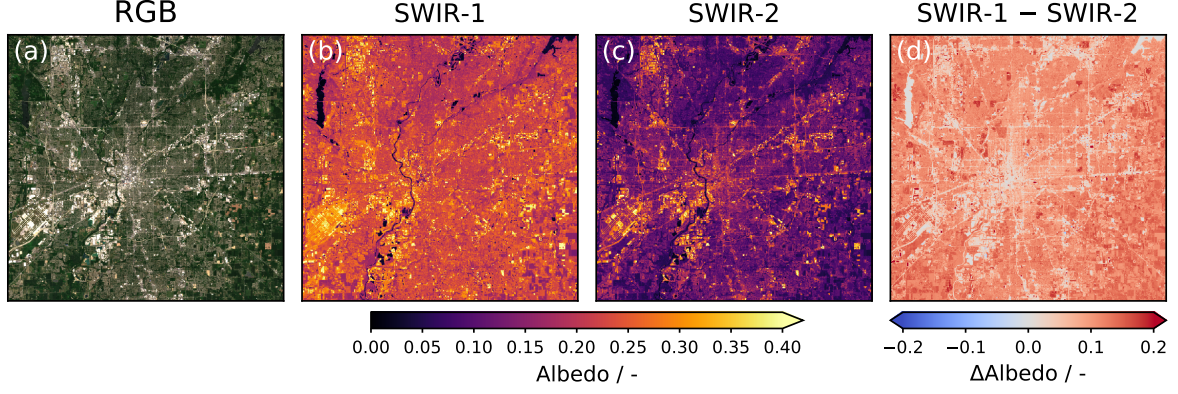 RGB
SWIR-1
SWIR-2
SWIR-1 − SWIR-2
(a)
(b)
(c)
(d)
0.00 0.05 0.10 0.15 0.20 0.25 0.30 0.35 0.40
−0.2 −0.1 0.0 0.1 0.2
Albedo / -
ΔAlbedo / -